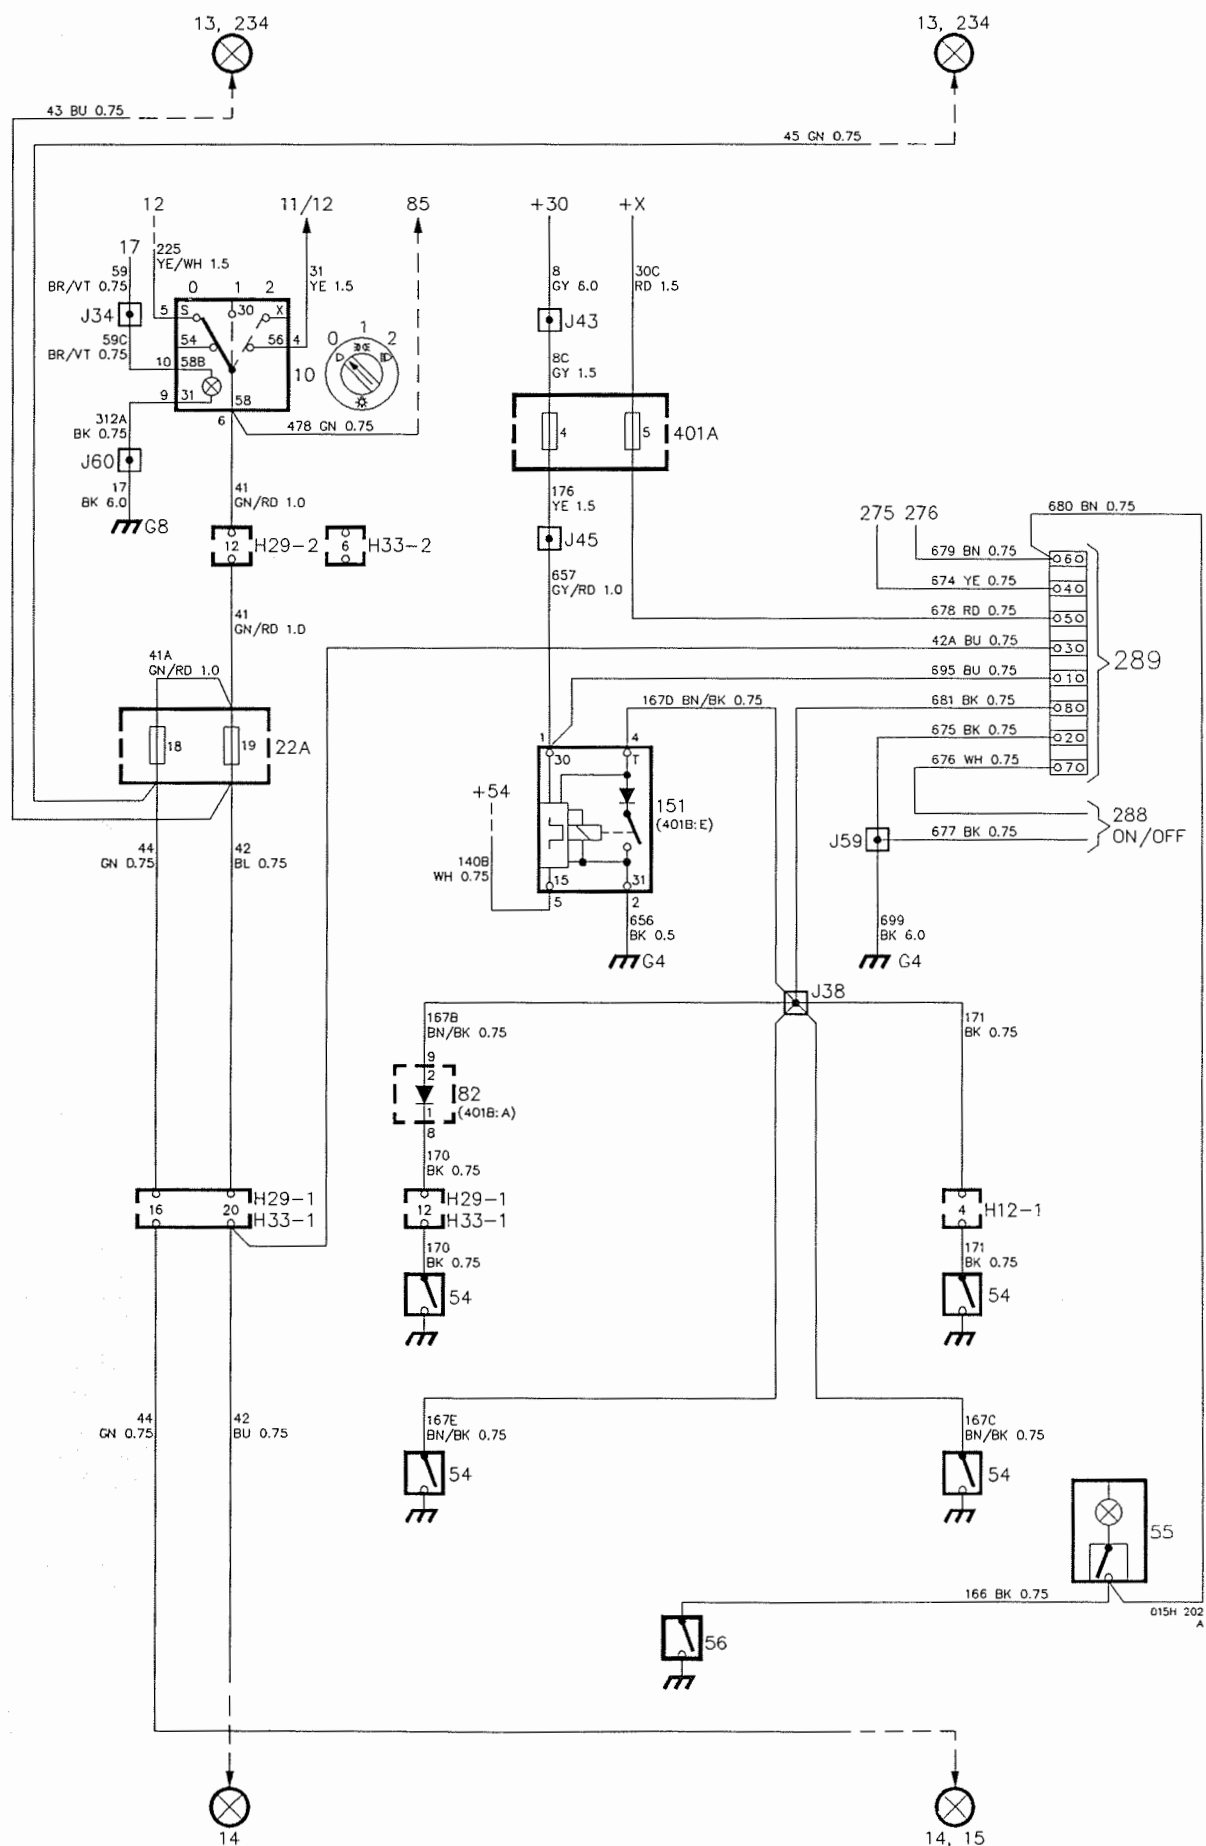 13, 234
13, 234
43 BU 0.75
45 GN 0.75
12
11/12
85
+30
+X
17
225
YE/WH 1.5
59
BR/VT 0.75
31
YE 1.5
8
GY 6.0
30C
RD 1.5
0 1 2
J34
5 S 30 X
54 56 4
59C
BR/VT 0.75
10 58B
9 31
58
10
0 1 2
J43
8C
GY 1.5
312A
BK 0.75
6
478 GN 0.75
4
5
401A
J60
17
BK 6.0
G8
41
GN/RD 1.0
176
YE 1.5
12 H29-2
6 H33-2
J45
275 276
680 BN 0.75
679 BN 0.75
6
657
GY/RD 1.0
674 YE 0.75
4
678 RD 0.75
5
41
GN/RD 1.0
42A BU 0.75
3
41A
GN/RD 1.0
695 BU 0.75
1
289
167D BN/BK 0.75
681 BK 0.75
8
675 BK 0.75
2
676 WH 0.75
7
18
19
22A
1 4
30 T
+54
151
(401B:E)
288
ON/OFF
J59
677 BK 0.75
44
GN 0.75
42
BL 0.75
140B
WH 0.75
15 31
5 2
656
BK 0.5
G4
699
BK 6.0
G4
J38
167B
BN/BK 0.75
171
BK 0.75
9
2
82
(401B:A)
1
8
170
BK 0.75
16 20
H29-1
H33-1
12
H29-1
H33-1
4
H12-1
170
BK 0.75
171
BK 0.75
54
54
44
GN 0.75
42
BU 0.75
167E
BN/BK 0.75
167C
BN/BK 0.75
54
54
55
166 BK 0.75
015H 202
A
56
14
14, 15